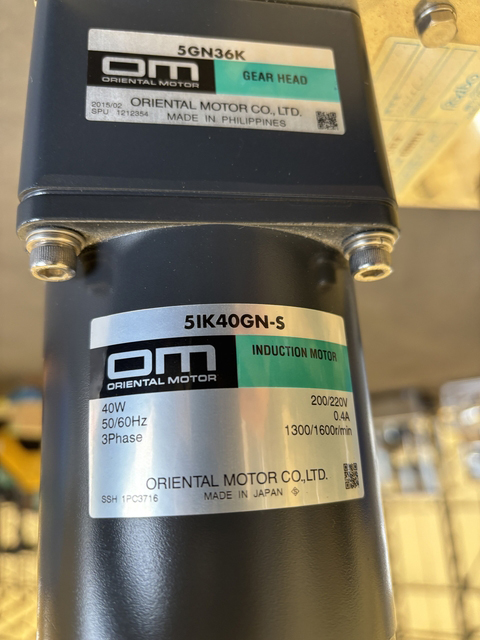 5GN36K
OM
ORIENTAL MOTOR
GEAR HEAD
2015/02 ORIENTAL MOTOR CO., LTD.
SPU 1212354 MADE IN PHILIPPINES
5IK40GN-S
OM
ORIENTAL MOTOR
INDUCTION MOTOR
40W 200/220V
50/60Hz 0.4A
3Phase 1300/1600r/min
ORIENTAL MOTOR CO.,LTD.
SSH 1PC3716 MADE IN JAPAN